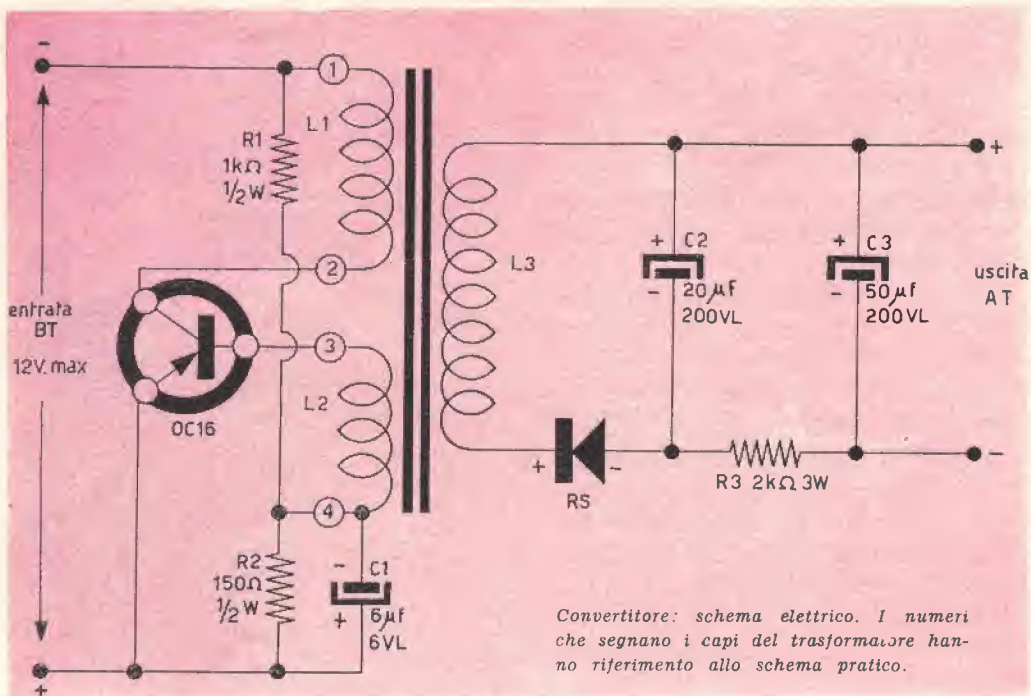 -
1
L1
R1
1kΩ
1/2 W
2
entrata
BT
12V. max
3
L2
OC16
4
R2
150Ω
1/2 W
-
C1
+
6µf
6VL
+
L3
+
C2
-
20µf
200VL
+
C3
-
50µf
200VL
+
uscita
AT
-
+
RS
-
R3 2kΩ 3W
Convertitore: schema elettrico. I numeri
che segnano i capi del trasformatore han-
no riferimento allo schema pratico.